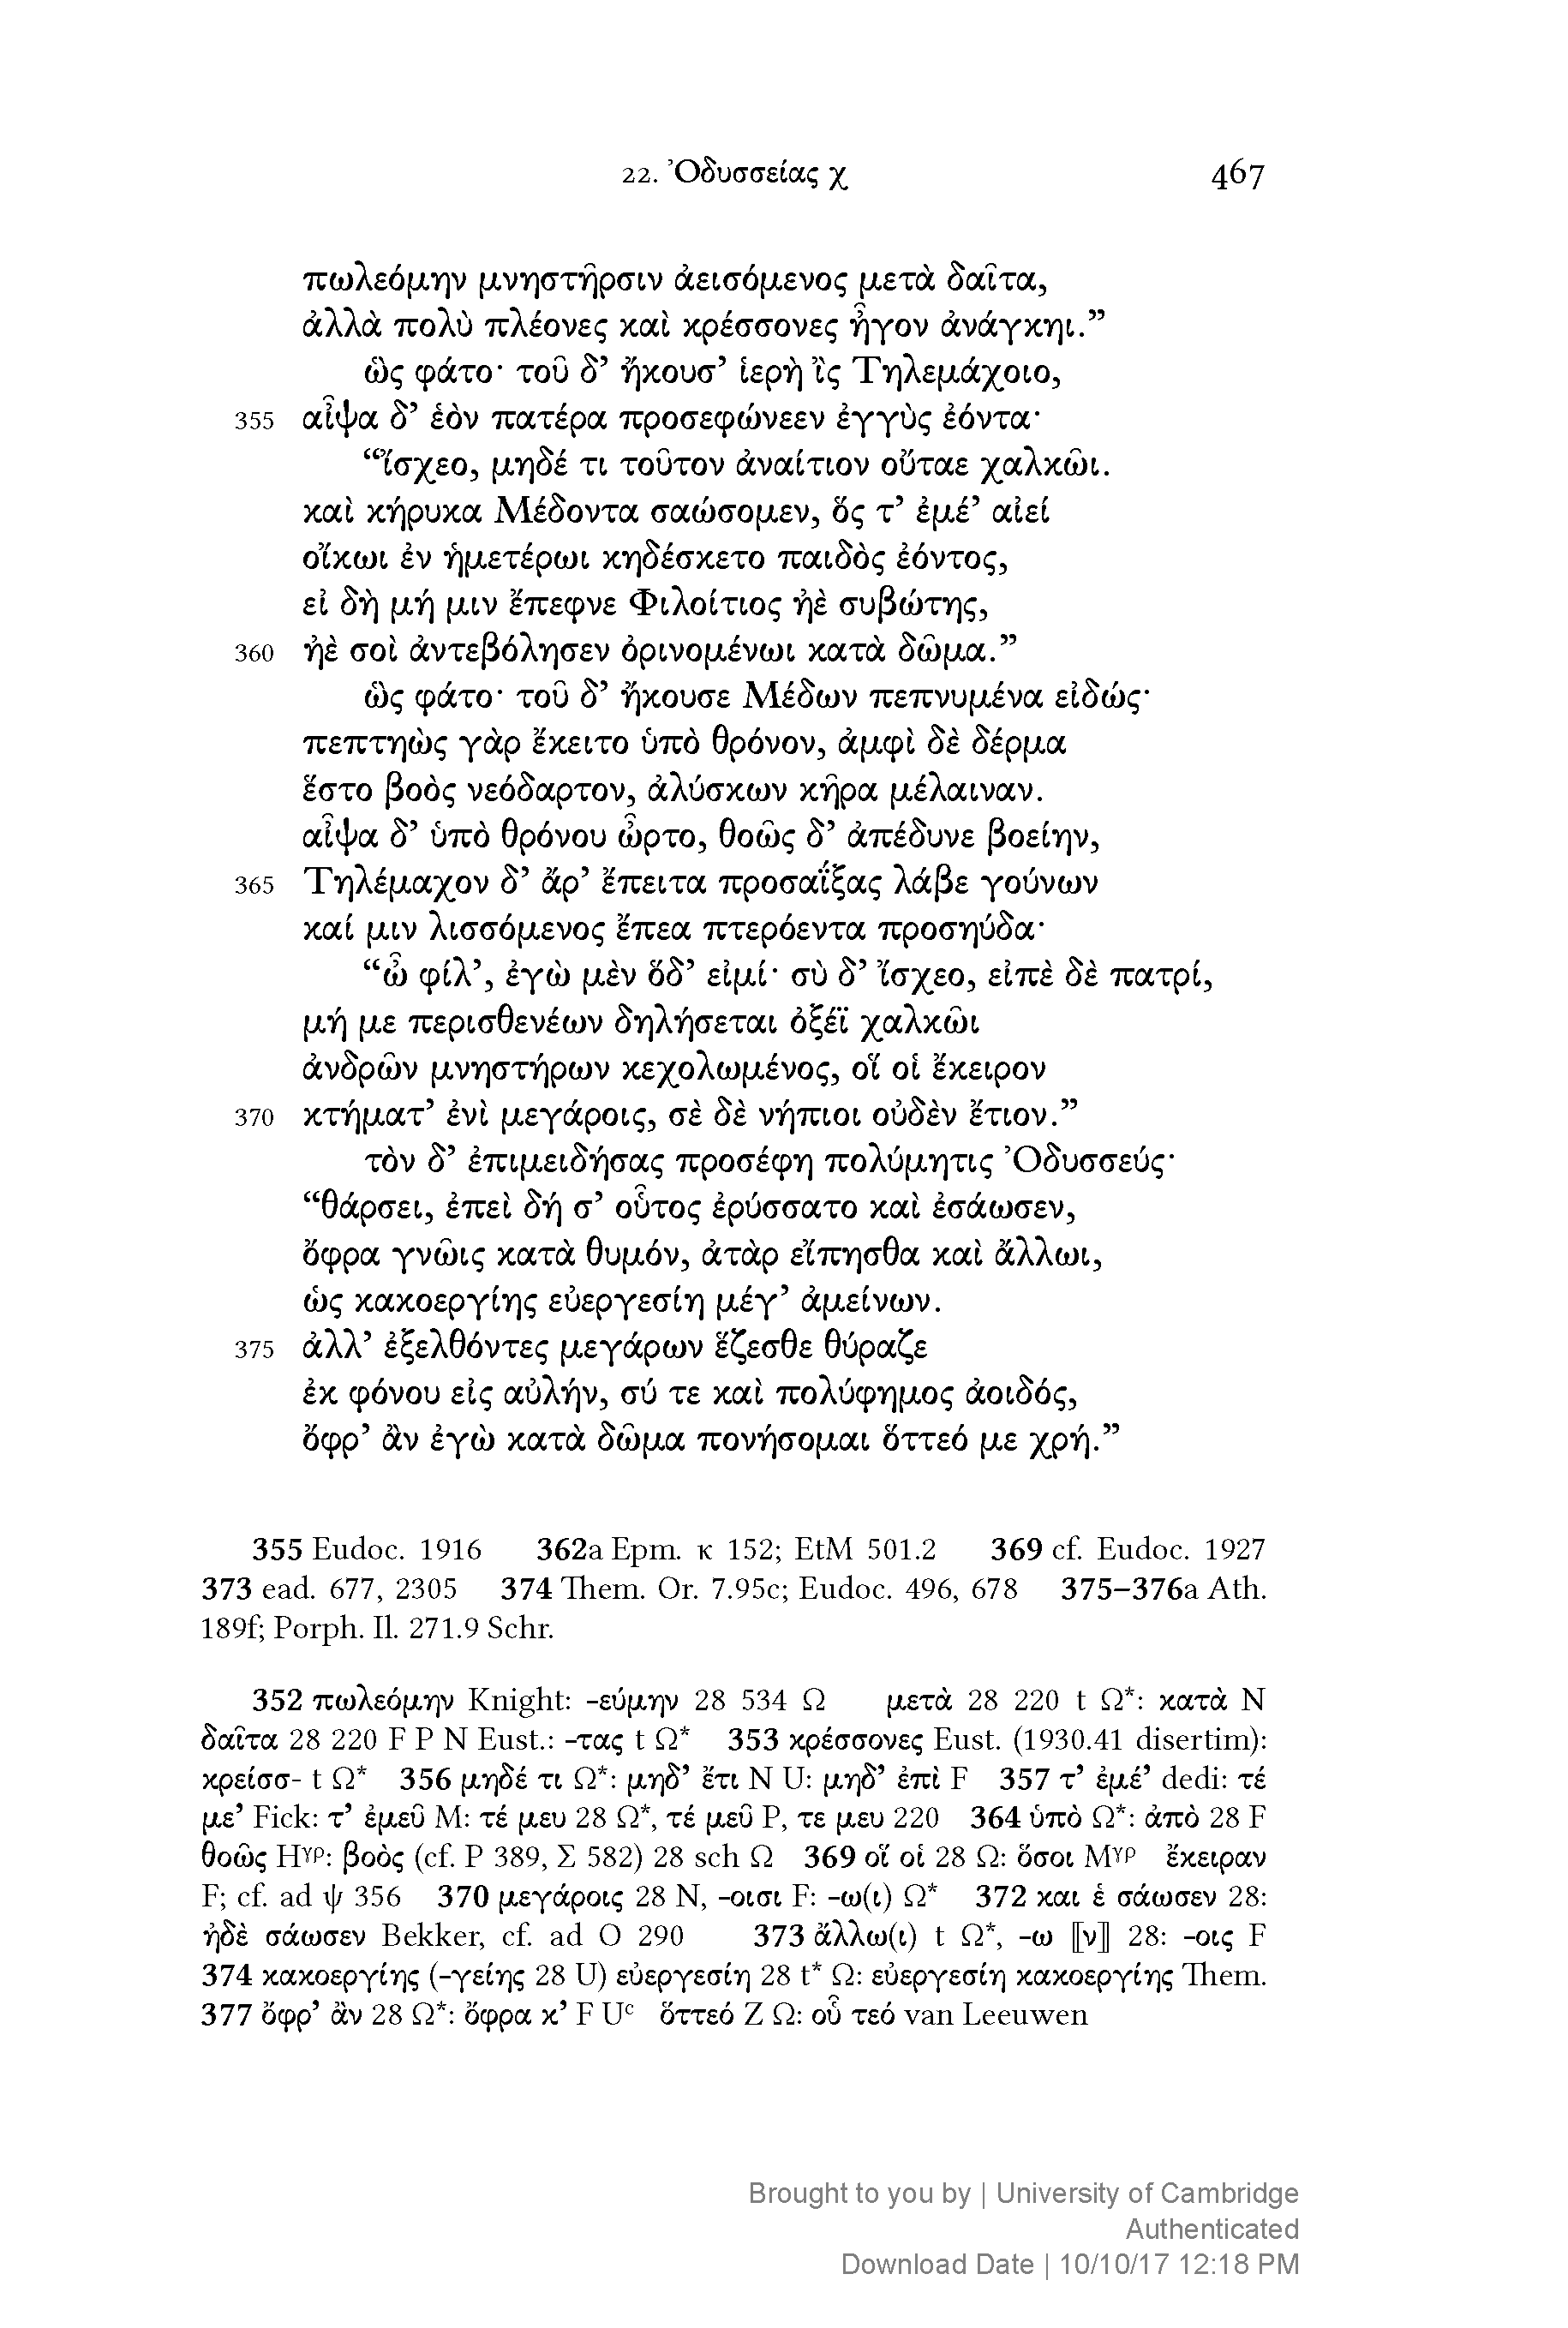 22. Ὀδυσσείας χ 467
πωλεόμην μνηστῆρσιν ἀεισόμενος μετὰ δαῖτα,
ἀλλὰ πολὺ πλέονες καὶ κρέσσονες ἦγον ἀνάγκηι.”
ὣς φάτο· τοῦ δ’ ἤκουσ’ ἱερὴ ἲς Τηλεμάχοιο,
355 αἶψα δ’ ἑὸν πατέρα προσεφώνεεν ἐγγὺς ἐόντα·
“ἴσχεο, μηδέ τι τοῦτον ἀναίτιον οὔταε χαλκῶι.
καὶ κήρυκα Μέδοντα σαώσομεν, ὅς τ’ ἐμέ’ αἰεί
οἴκωι ἐν ἡμετέρωι κηδέσκετο παιδὸς ἐόντος,
εἰ δὴ μή μιν ἔπεφνε Φιλοίτιος ἠὲ συβώτης,
360 ἠὲ σοὶ ἀντεβόλησεν ὀρινομένωι κατὰ δῶμα.”
ὣς φάτο· τοῦ δ’ ἤκουσε Μέδων πεπνυμένα εἰδώς·
πεπτηὼς γὰρ ἔκειτο ὑπὸ θρόνον, ἀμφὶ δὲ δέρμα
ἕστο βοὸς νεόδαρτον, ἀλύσκων κῆρα μέλαιναν.
αἶψα δ’ ὑπὸ θρόνου ὦρτο, θοῶς δ’ ἀπέδυνε βοείην,
365 Τηλέμαχον δ’ ἄρ’ ἔπειτα προσαΐξας λάβε γούνων
καί μιν λισσόμενος ἔπεα πτερόεντα προσηύδα·
“ὦ φίλ’, ἐγὼ μὲν ὅδ’ εἰμί· σὺ δ’ ἴσχεο, εἰπὲ δὲ πατρί,
μή με περισθενέων δηλήσεται ὀξέϊ χαλκῶι
ἀνδρῶν μνηστήρων κεχολωμένος, οἵ οἱ ἔκειρον
370 κτήματ’ ἐνὶ μεγάροις, σὲ δὲ νήπιοι οὐδὲν ἔτιον.”
τὸν δ’ ἐπιμειδήσας προσέφη πολύμητις Ὀδυσσεύς·
“θάρσει, ἐπεὶ δή σ’ οὗτος ἐρύσσατο καὶ ἐσάωσεν,
ὄφρα γνῶις κατὰ θυμόν, ἀτὰρ εἴπησθα καὶ ἄλλωι,
ὡς κακοεργίης εὐεργεσίη μέγ’ ἀμείνων.
375 ἀλλ’ ἐξελθόντες μεγάρων ἕζεσθε θύραζε
ἐκ φόνου εἰς αὐλήν, σύ τε καὶ πολύφημος ἀοιδός,
ὄφρ’ ἂν ἐγὼ κατὰ δῶμα πονήσομαι ὅττεό με χρή.”
355 Eudoc. 1916 362a Epm. κ 152; EtM 501.2 369 cf. Eudoc. 1927
373 ead. 677, 2305 374 Them. Or. 7.95c; Eudoc. 496, 678 375–376a Ath.
189f; Porph. Il. 271.9 Schr.
352 πωλεόμην Knight: -εύμην 28 534 Ω μετὰ 28 220 t Ω*: κατὰ N
δαῖτα 28 220 F P N Eust.: -τας t Ω* 353 κρέσσονες Eust. (1930.41 disertim):
κρείσσ- t Ω* 356 μηδέ τι Ω*: μηδ’ ἔτι N U: μηδ’ ἐπὶ F 357 τ’ ἐμέ’ dedi: τέ
με’ Fick: τ’ ἐμεῦ M: τέ μευ 28 Ω*, τέ μεῦ P, τε μευ 220 364 ὑπὸ Ω*: ἀπὸ 28 F
θοῶς Hᵞᵖ: βοὸς (cf. P 389, Σ 582) 28 sch Ω 369 οἵ οἱ 28 Ω: ὅσοι Mᵞᵖ ἔκειραν
F; cf. ad ψ 356 370 μεγάροις 28 N, -οισι F: -ω(ι) Ω* 372 και ἑ σάωσεν 28:
ἠδὲ σάωσεν Bekker, cf. ad O 290 373 ἄλλω(ι) t Ω*, -ω ⟦ν⟧ 28: -οις F
374 κακοεργίης (-γείης 28 U) εὐεργεσίη 28 t* Ω: εὐεργεσίη κακοεργίης Them.
377 ὄφρ’ ἂν 28 Ω*: ὄφρα κ’ F Uᶜ ὅττεό Z Ω: οὗ τεό van Leeuwen
Brought to you by | University of Cambridge
Authenticated
Download Date | 10/10/17 12:18 PM